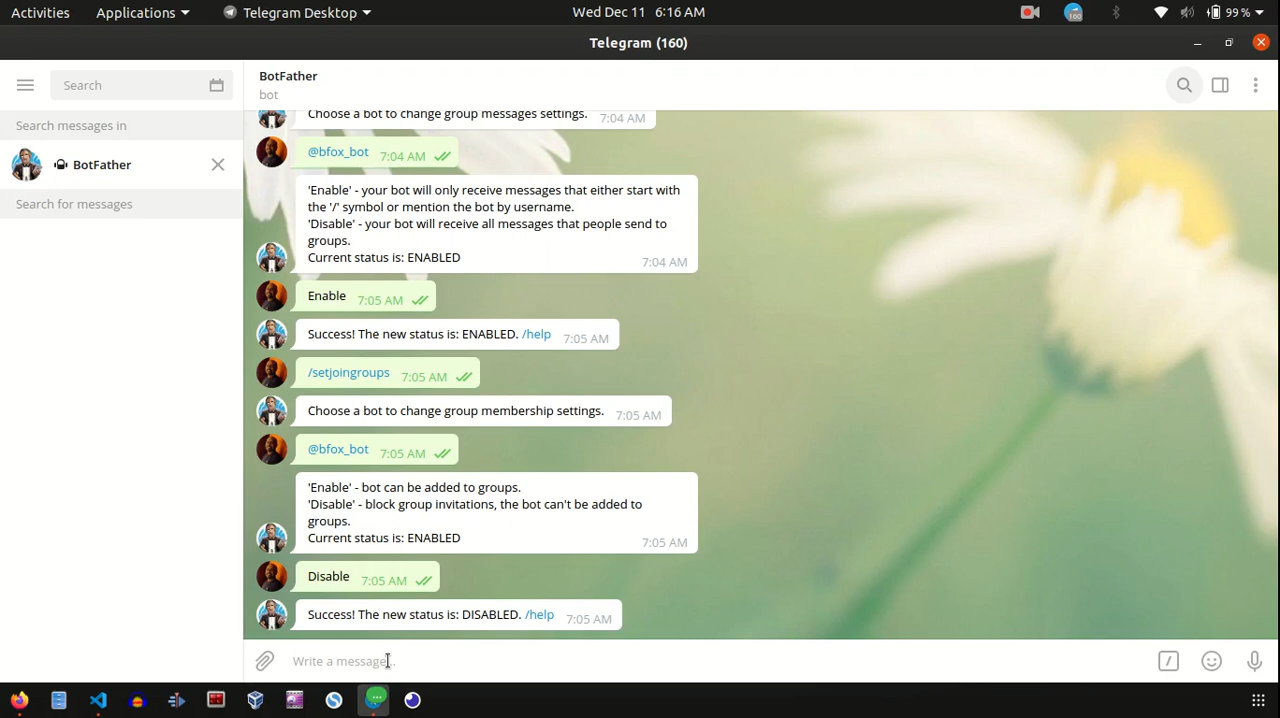 Activities Applications Telegram Desktop Wed Dec 11 6:16 AM 160 99 %
Telegram (160)
Search
BotFather
bot
Search messages in
BotFather
Search for messages
Choose a bot to change group messages settings. 7:04 AM
@bfox_bot 7:04 AM
'Enable' - your bot will only receive messages that either start with
the '/' symbol or mention the bot by username.
'Disable' - your bot will receive all messages that people send to
groups.
Current status is: ENABLED 7:04 AM
Enable 7:05 AM
Success! The new status is: ENABLED. /help 7:05 AM
/setjoingroups 7:05 AM
Choose a bot to change group membership settings. 7:05 AM
@bfox_bot 7:05 AM
'Enable' - bot can be added to groups.
'Disable' - block group invitations, the bot can't be added to
groups.
Current status is: ENABLED 7:05 AM
Disable 7:05 AM
Success! The new status is: DISABLED. /help 7:05 AM
Write a message...